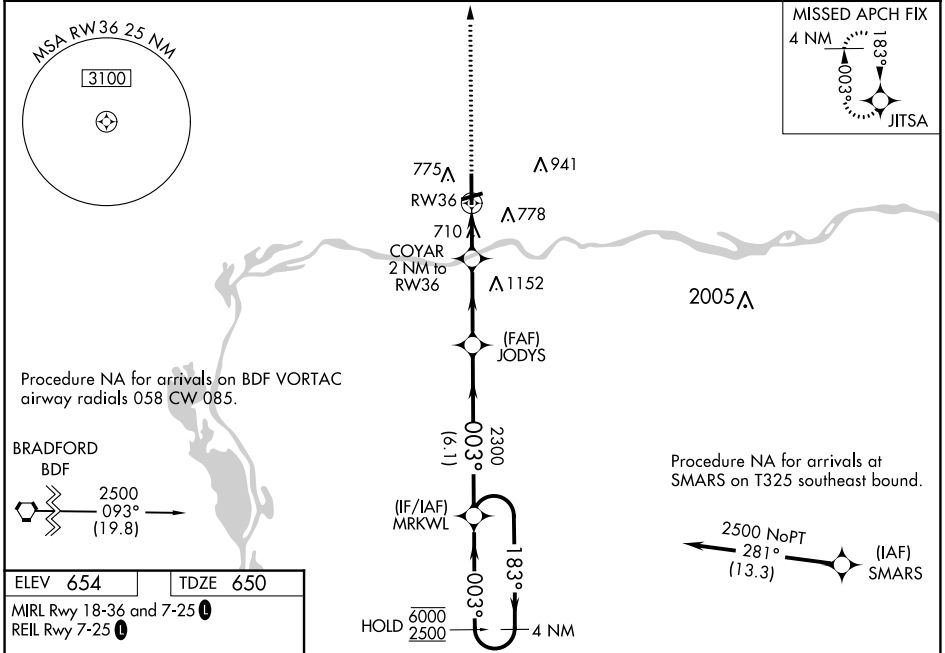 MSA RW36 25 NM
3100
MISSED APCH FIX
4 NM
183°
003°
JITSA
775
941
RW36
778
710
COYAR
2 NM to
RW36
1152
2005
(FAF)
JODYS
Procedure NA for arrivals on BDF VORTAC
airway radials 058 CW 085.
BRADFORD
BDF
2500
093°
(19.8)
2300
003°
(6.1)
Procedure NA for arrivals at
SMARS on T325 southeast bound.
2500 NoPT
281°
(13.3)
(IAF)
SMARS
(IF/IAF)
MRKWL
183°
003°
HOLD
6000
2500
4 NM
ELEV 654
TDZE 650
MIRL Rwy 18-36 and 7-25 L
REIL Rwy 7-25 L